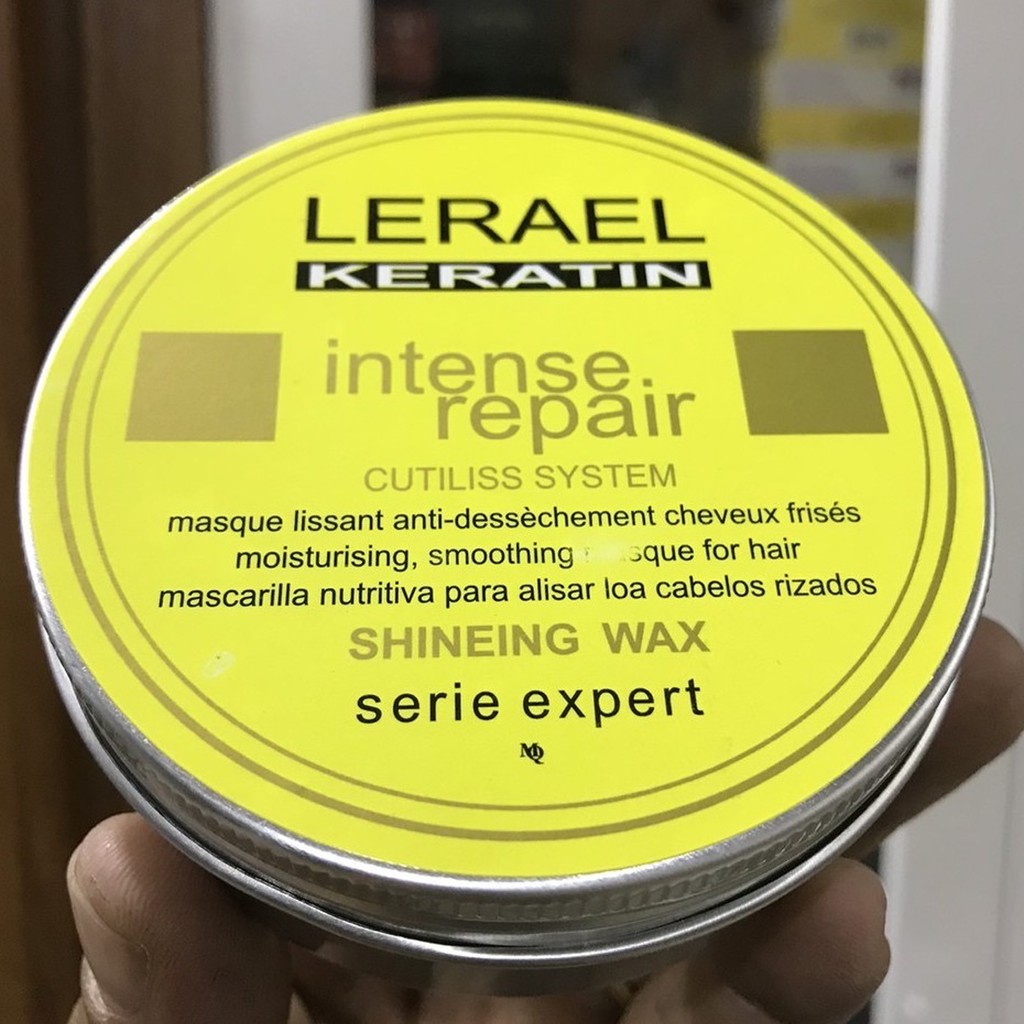 LERAEL
KERATIN
intense
repair
CUTILISS SYSTEM
masque lissant anti-dessèchement cheveux frisés
moisturising, smoothing for hair
mascarilla nutritiva para alisar loa cabelos rizados
SHINEING WAX
serie expert